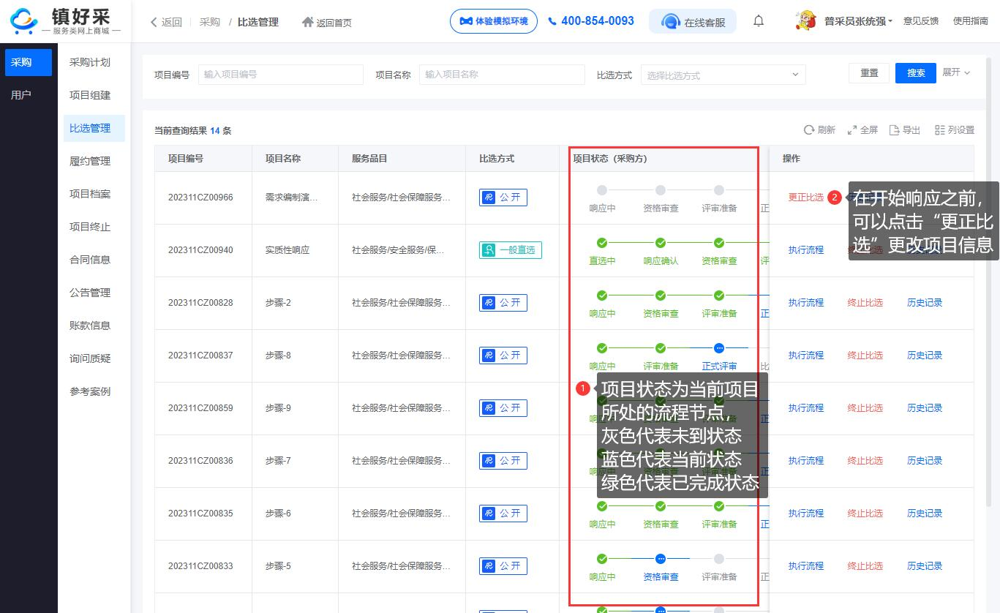 镇好采
服务类网上商城
返回 采购 / 比选管理 返回首页 体验模拟环境 400-854-0093 在线客服 普采员张统强 意见反馈 使用指南
采购
用户
采购计划
项目组建
比选管理
履约管理
项目档案
项目终止
合同信息
公告管理
账款信息
询问质疑
参考案例
项目编号 输入项目编号 项目名称 输入项目名称 比选方式 选择比选方式 重置 搜索 展开
当前查询结果 14 条 刷新 全屏 导出 列设置
项目编号 项目名称 服务品目 比选方式 项目状态（采购方） 操作
202311CZ00966 需求编制演... 社会服务/社会保障服务... 公开 响应中 资格审查 评审准备 正 更正比选
2 在开始响应之前，
可以点击“更正比
选”更改项目信息
202311CZ00940 实质性响应 社会服务/安全服务/保... 一般直选 直选中 响应确认 资格审查 评 执行流程
202311CZ00828 步骤-2 社会服务/社会保障服务... 公开 响应中 资格审查 评审准备 正 执行流程 终止比选 历史记录
202311CZ00837 步骤-8 社会服务/社会保障服务... 公开 响应中 评审准备 正式评审 比 执行流程 终止比选 历史记录
1 项目状态为当前项目
所处的流程节点，
灰色代表未到状态
蓝色代表当前状态
绿色代表已完成状态
202311CZ00859 步骤-9 社会服务/社会保障服务... 公开 响应中 资格审查 评审准备 正 执行流程 终止比选 历史记录
202311CZ00836 步骤-7 社会服务/社会保障服务... 公开 响应中 资格审查 评审准备 正 执行流程 终止比选 历史记录
202311CZ00835 步骤-6 社会服务/社会保障服务... 公开 响应中 资格审查 评审准备 正 执行流程 终止比选 历史记录
202311CZ00833 步骤-5 社会服务/社会保障服务... 公开 响应中 资格审查 评审准备 正 执行流程 终止比选 历史记录